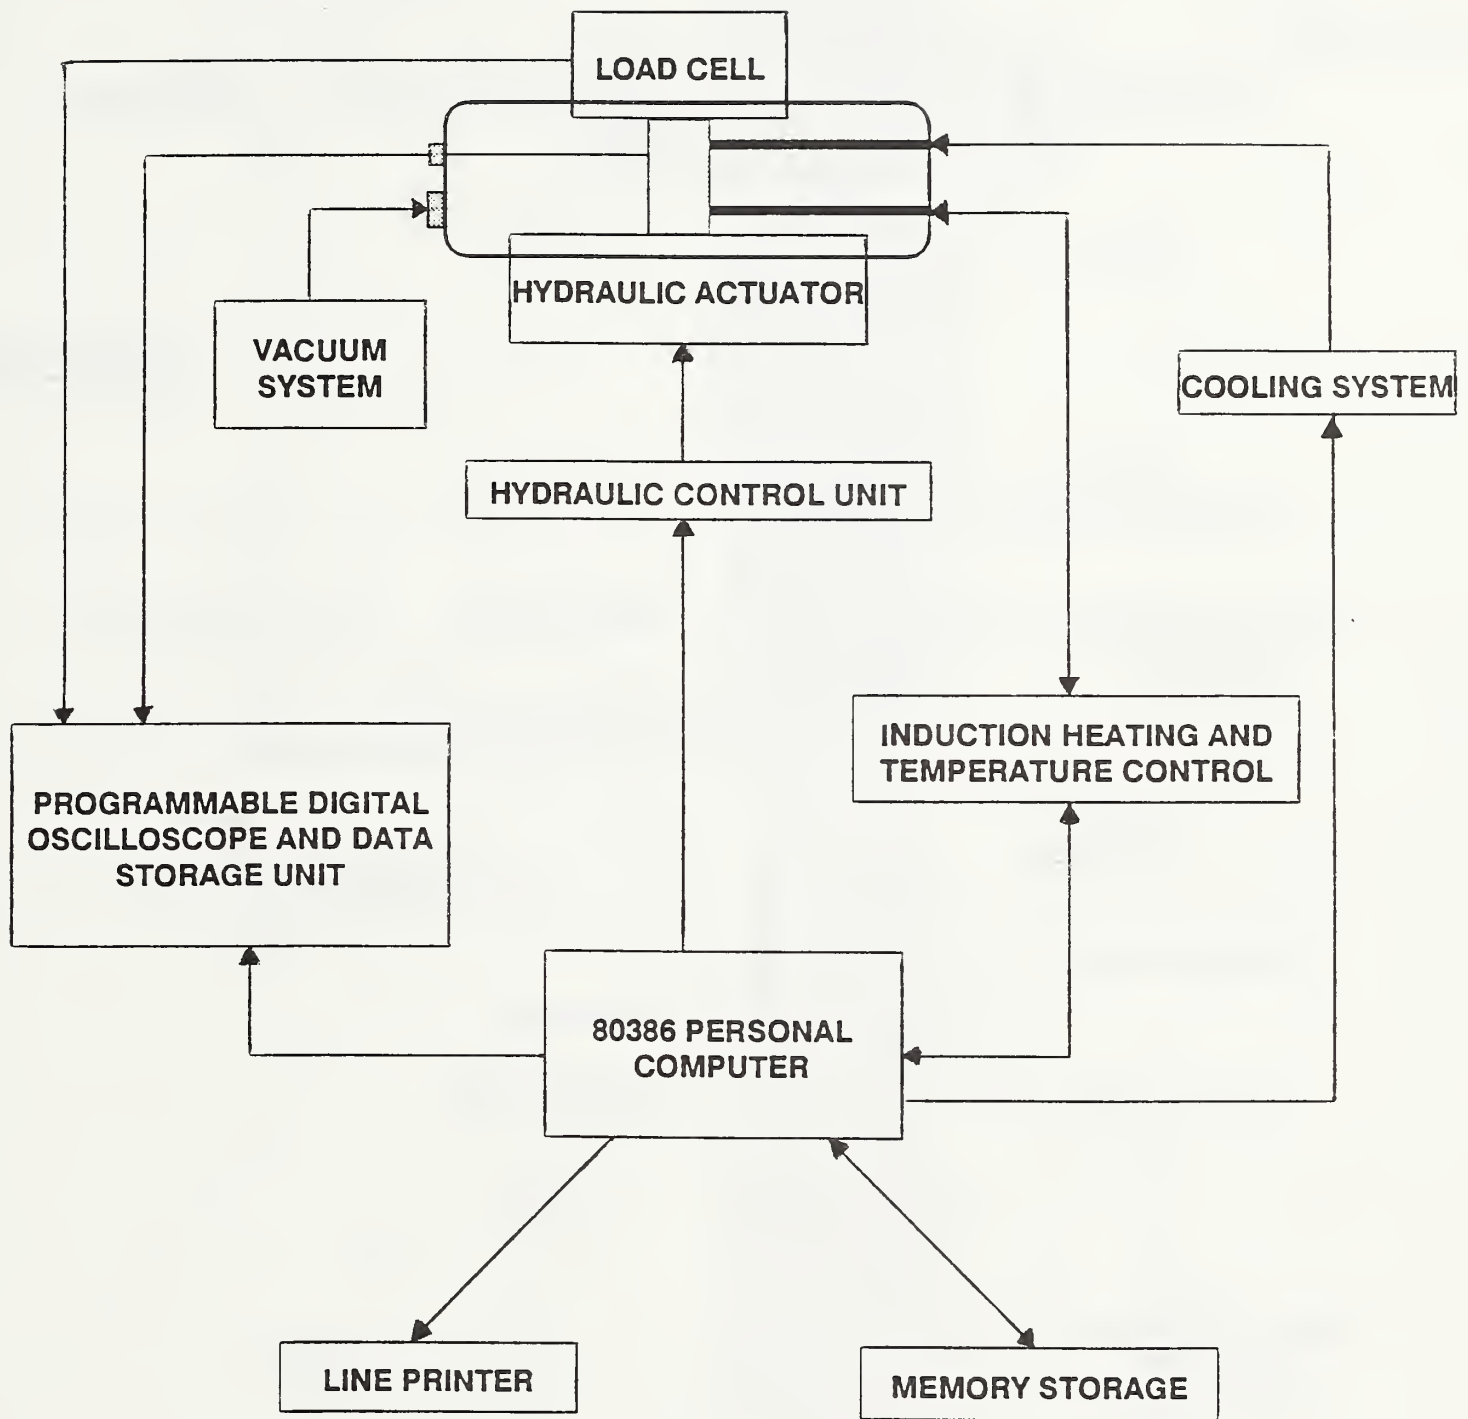 LOAD CELL
HYDRAULIC ACTUATOR
VACUUM
SYSTEM
COOLING SYSTEM
HYDRAULIC CONTROL UNIT
INDUCTION HEATING AND
TEMPERATURE CONTROL
PROGRAMMABLE DIGITAL
OSCILLOSCOPE AND DATA
STORAGE UNIT
80386 PERSONAL
COMPUTER
LINE PRINTER
MEMORY STORAGE